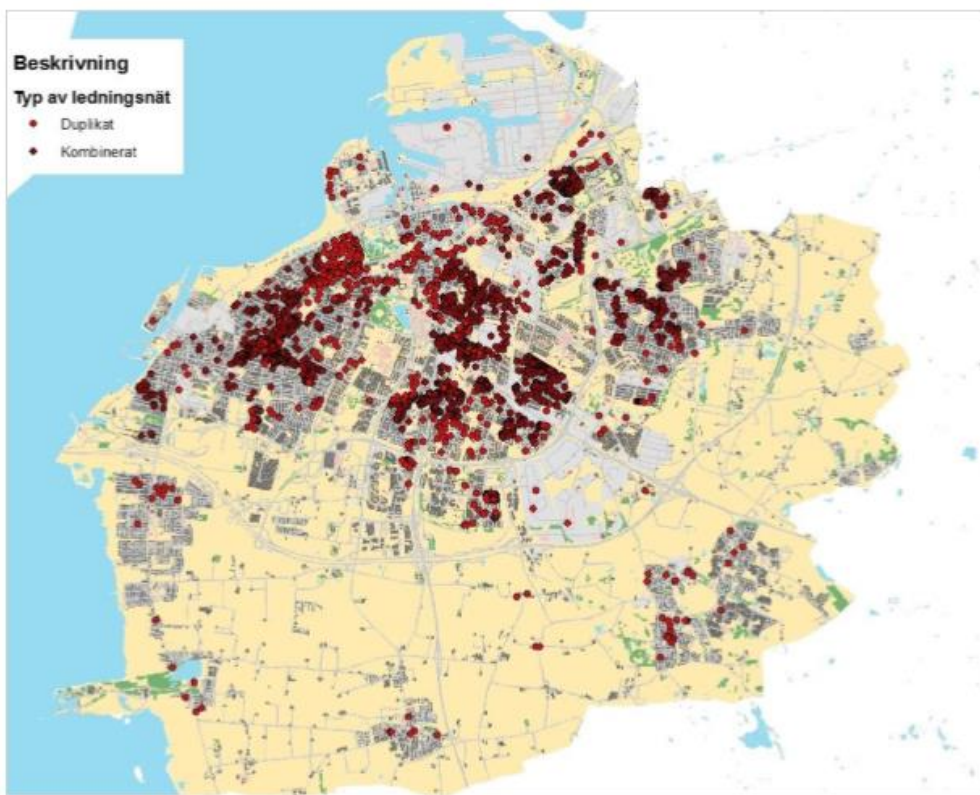 Beskrivning
Typ av ledningsnät
Duplikat
Kombinerat